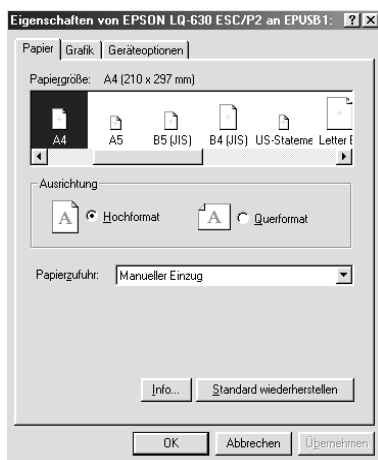 Eigenschaften von EPSON LQ-630 ESC/P2 an EPUSB1:
Papier Grafik Geräteoptionen
Papiergröße: A4 (210 x 297 mm)
A4 A5 B5 (JIS) B4 (JIS) US-Stateme Letter E
Ausrichtung
A Hochformat A Querformat
Papierzufuhr: Manueller Einzug
Info... Standard wiederherstellen
OK Abbrechen Übernehmen